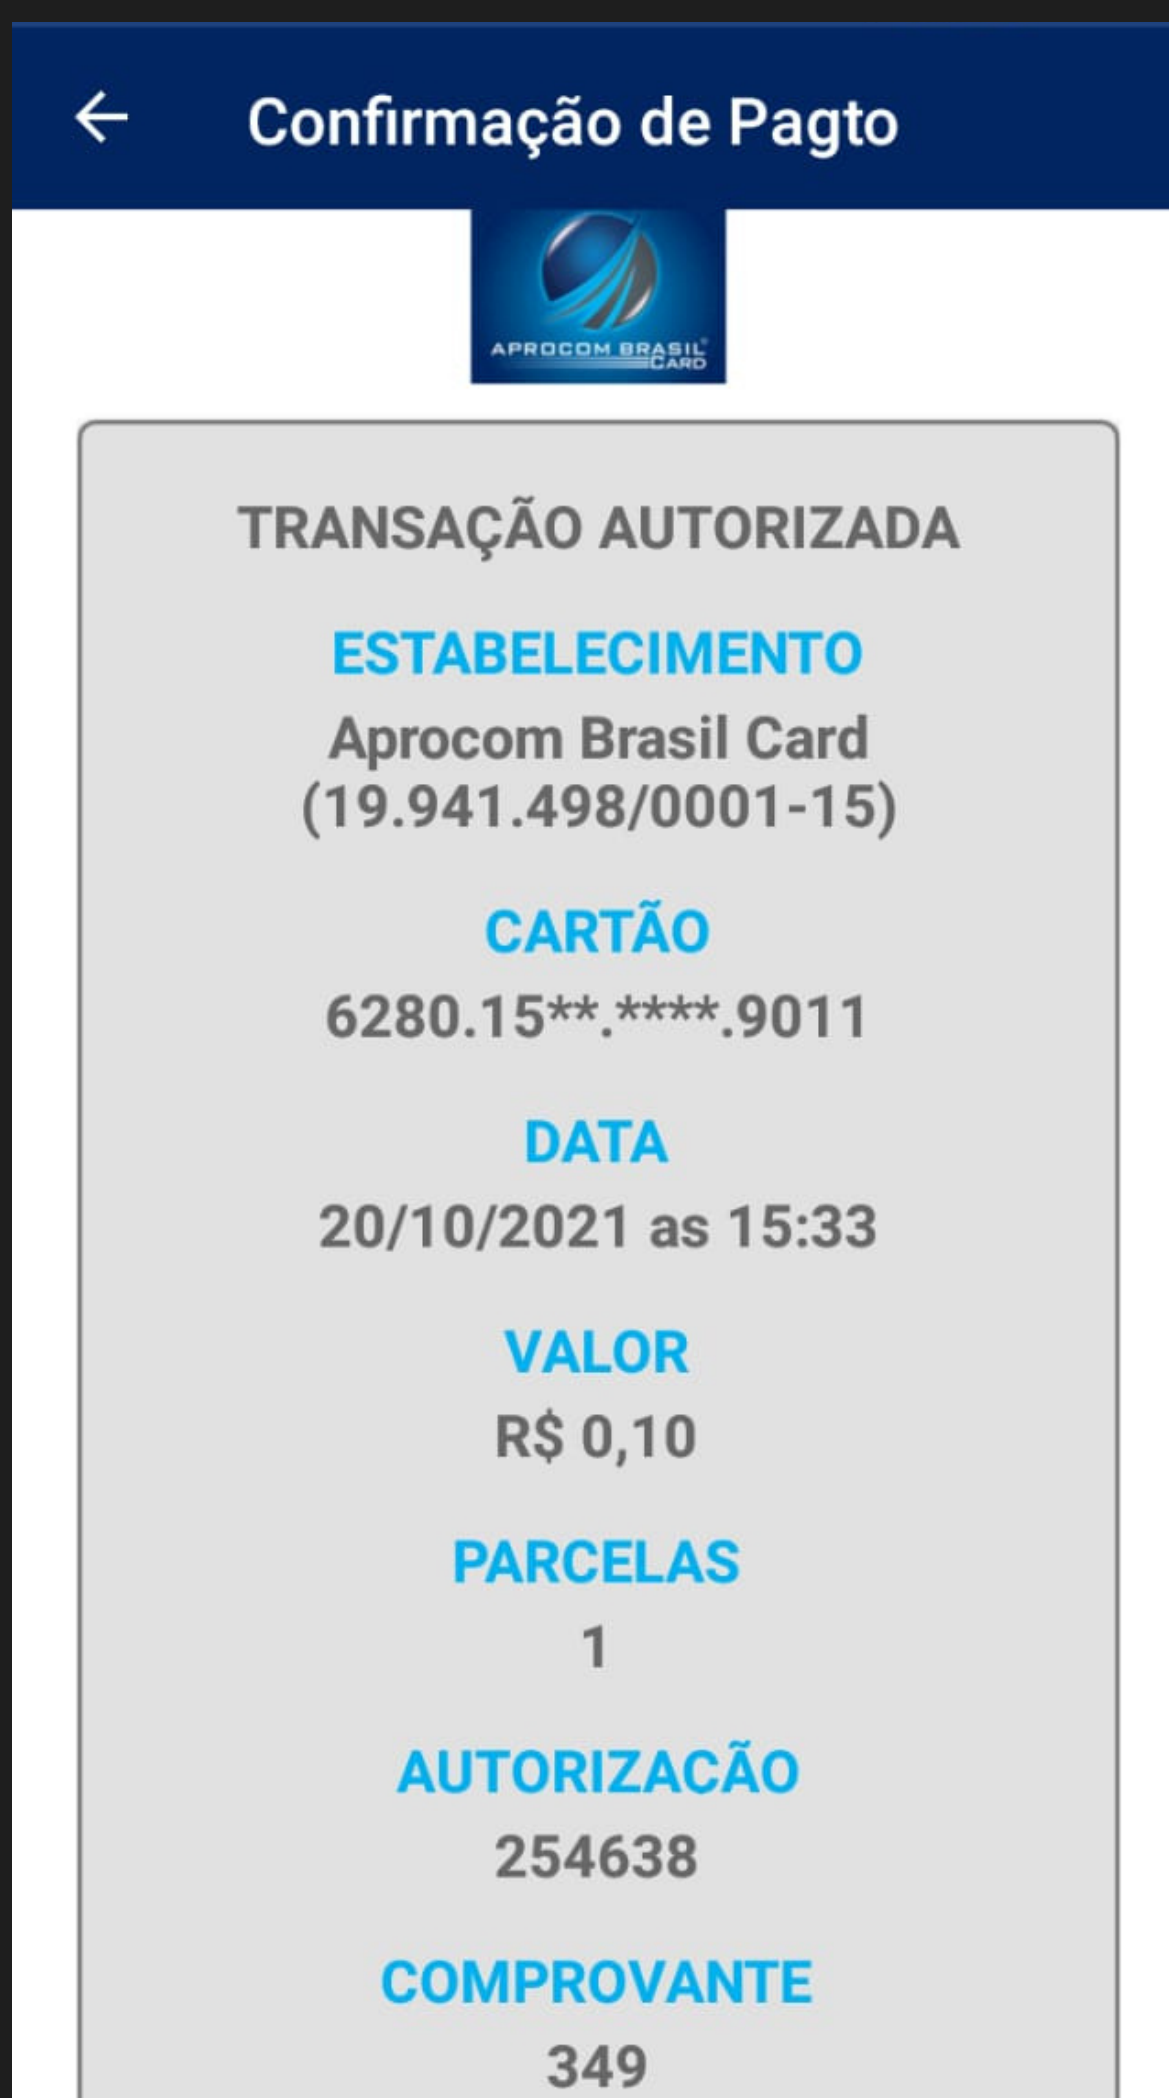 Confirmação de Pagto
APROCOM BRASIL
CARD
TRANSAÇÃO AUTORIZADA
ESTABELECIMENTO
Aprocom Brasil Card
(19.941.498/0001-15)
CARTÃO
6280.15**.****.9011
DATA
20/10/2021 as 15:33
VALOR
R$ 0,10
PARCELAS
1
AUTORIZAÇÃO
254638
COMPROVANTE
349